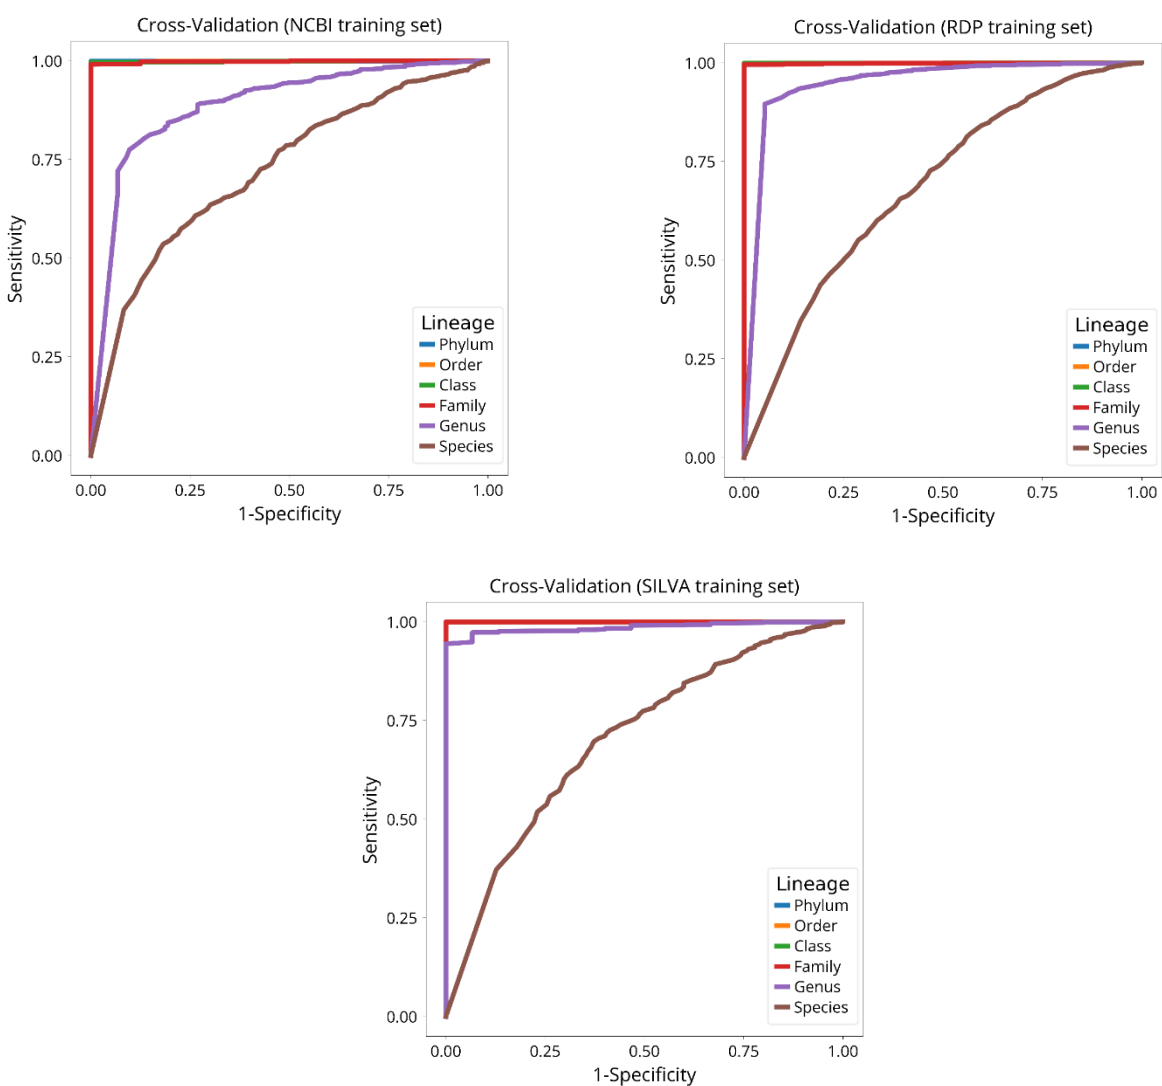 Cross-Validation (NCBI training set)
1.00
0.75
0.50
0.25
0.00
Sensitivity
Lineage
Phylum
Order
Class
Family
Genus
Species
0.00 0.25 0.50 0.75 1.00
1-Specificity
Cross-Validation (RDP training set)
1.00
0.75
0.50
0.25
0.00
Sensitivity
Lineage
Phylum
Order
Class
Family
Genus
Species
0.00 0.25 0.50 0.75 1.00
1-Specificity
Cross-Validation (SILVA training set)
1.00
0.75
0.50
0.25
0.00
Sensitivity
Lineage
Phylum
Order
Class
Family
Genus
Species
0.00 0.25 0.50 0.75 1.00
1-Specificity